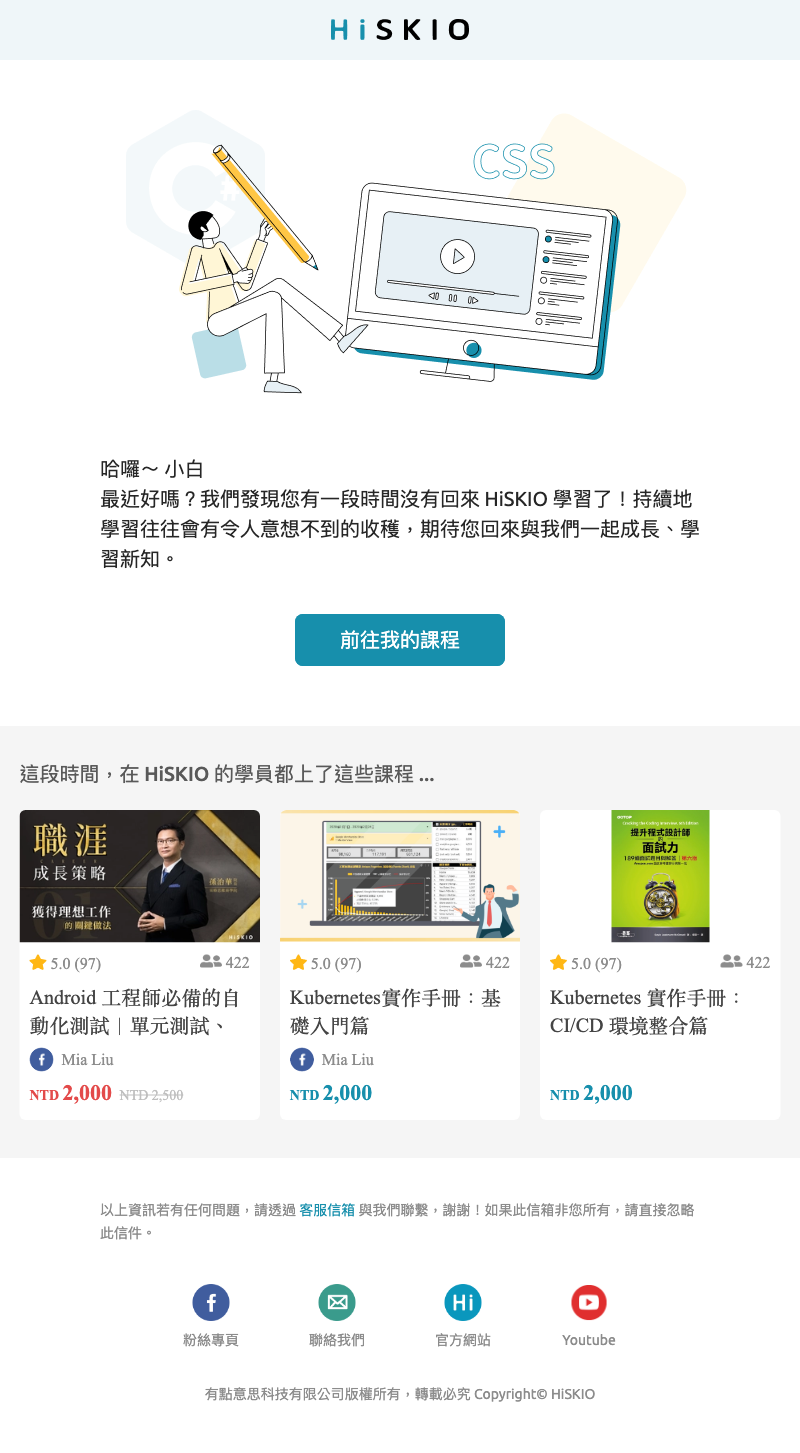 HiSKIO
CSS
哈囉～ 小白
最近好嗎？我們發現您有一段時間沒有回來 HiSKIO 學習了！持續地
學習往往會有令人意想不到的收穫，期待您回來與我們一起成長、學
習新知。
前往我的課程
這段時間，在 HiSKIO 的學員都上了這些課程 ...
職涯
CAREER
成長策略
獲得理想工作
的關鍵做法
HiSKIO
GOTOP
提升程式設計師
的
面試力
5.0 (97) 422
Android 工程師必備的自
動化測試｜單元測試、
Mia Liu
NTD 2,000 NTD 2,500
5.0 (97) 422
Kubernetes實作手冊：基
礎入門篇
Mia Liu
NTD 2,000
5.0 (97) 422
Kubernetes 實作手冊：
CI/CD 環境整合篇
NTD 2,000
以上資訊若有任何問題，請透過 客服信箱 與我們聯繫，謝謝！如果此信箱非您所有，請直接忽略
此信件。
Hi
粉絲專頁 聯絡我們 官方網站 Youtube
有點意思科技有限公司版權所有，轉載必究 Copyright© HiSKIO